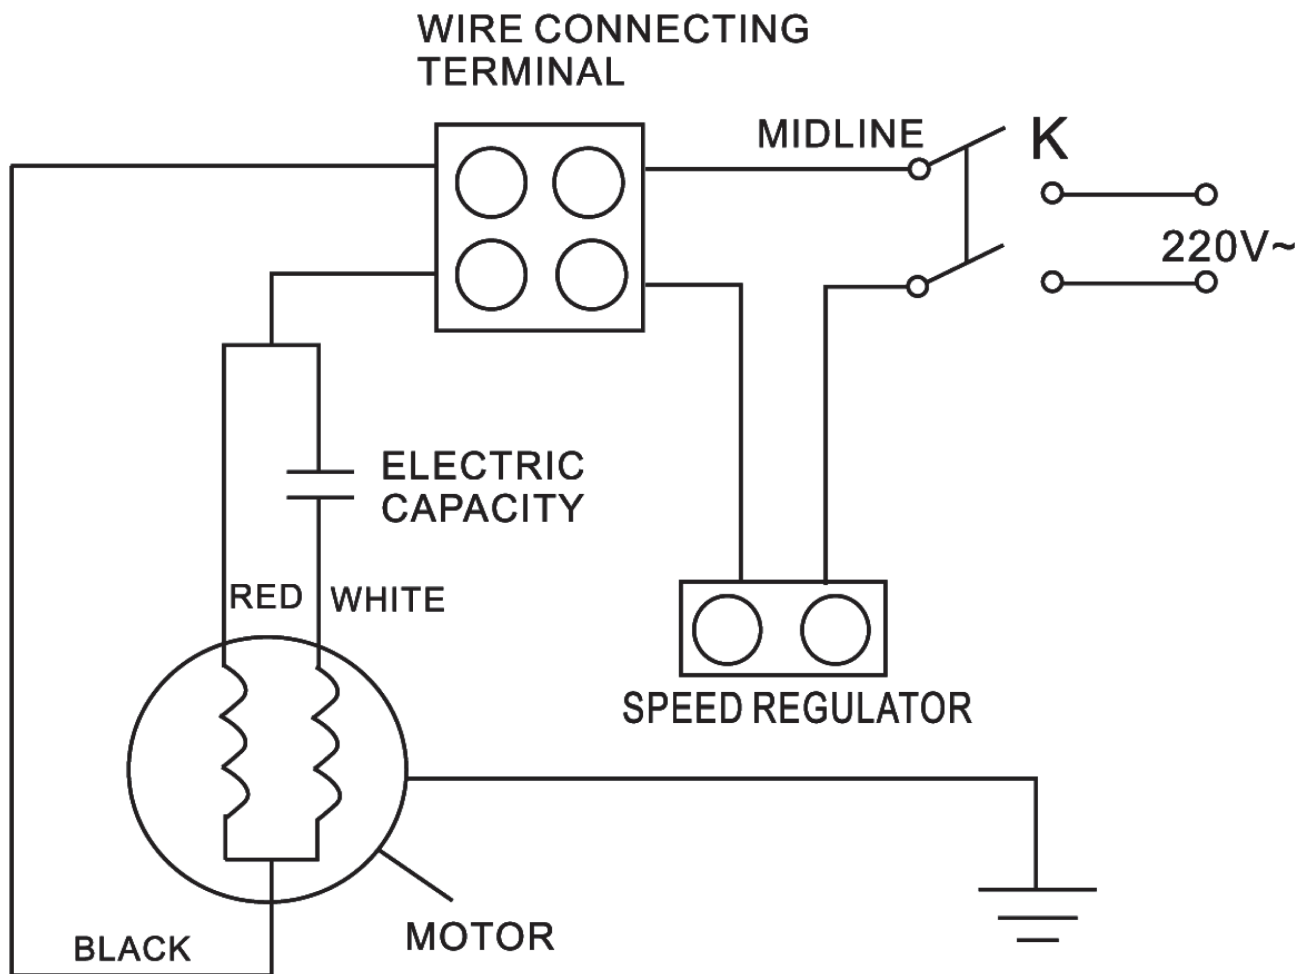 WIRE CONNECTING
TERMINAL
MIDLINE
K
220V~
ELECTRIC
CAPACITY
RED
WHITE
SPEED REGULATOR
MOTOR
BLACK